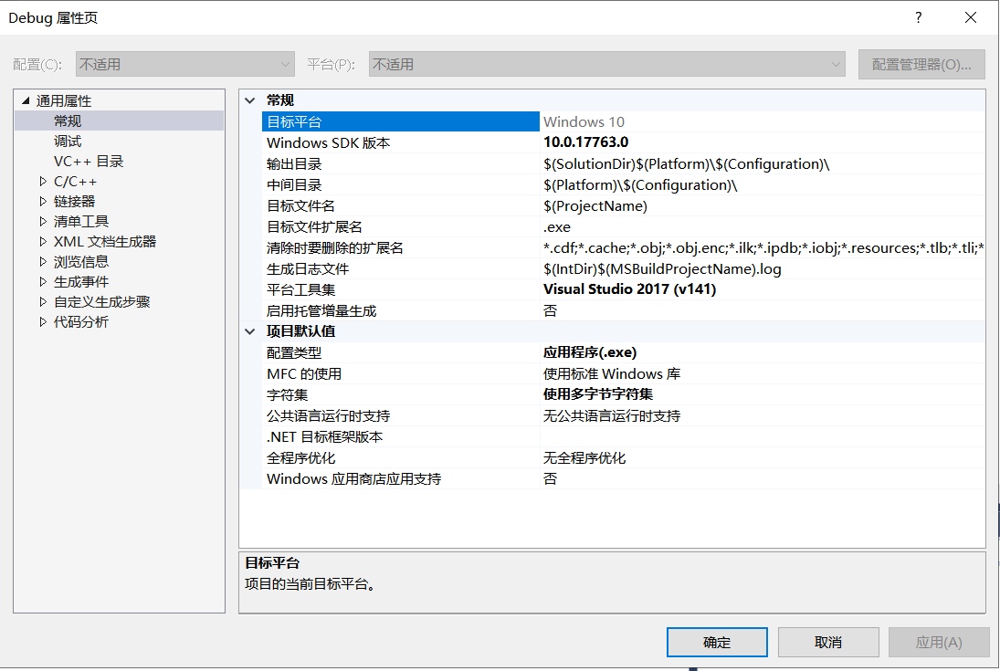 Debug 属性页
配置(C): 不适用 平台(P): 不适用 配置管理器(O)...
通用属性
常规
调试
VC++ 目录
C/C++
链接器
清单工具
XML 文档生成器
浏览信息
生成事件
自定义生成步骤
代码分析
常规
目标平台 Windows 10
Windows SDK 版本 10.0.17763.0
输出目录 $(SolutionDir)$(Platform)\$(Configuration)\
中间目录 $(Platform)\$(Configuration)\
目标文件名 $(ProjectName)
目标文件扩展名 .exe
清除时要删除的扩展名 *.cdf;*.cache;*.obj;*.obj.enc;*.ilk;*.ipdb;*.iobj;*.resources;*.tlb;*.tli;*
生成日志文件 $(IntDir)$(MSBuildProjectName).log
平台工具集 Visual Studio 2017 (v141)
启用托管增量生成 否
项目默认值
配置类型 应用程序(.exe)
MFC 的使用 使用标准 Windows 库
字符集 使用多字节字符集
公共语言运行时支持 无公共语言运行时支持
.NET 目标框架版本
全程序优化 无全程序优化
Windows 应用商店应用支持 否
目标平台
项目的当前目标平台。
确定 取消 应用(A)